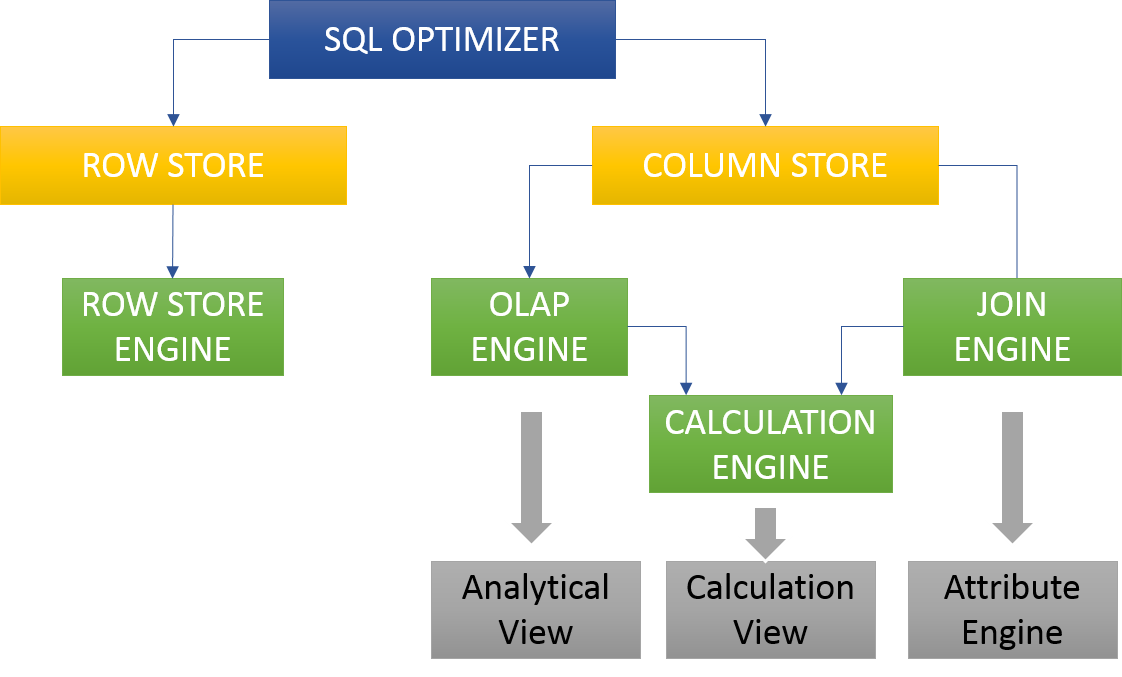 SQL OPTIMIZER
ROW STORE
COLUMN STORE
ROW STORE
ENGINE
OLAP
ENGINE
JOIN
ENGINE
CALCULATION
ENGINE
Analytical
View
Calculation
View
Attribute
Engine